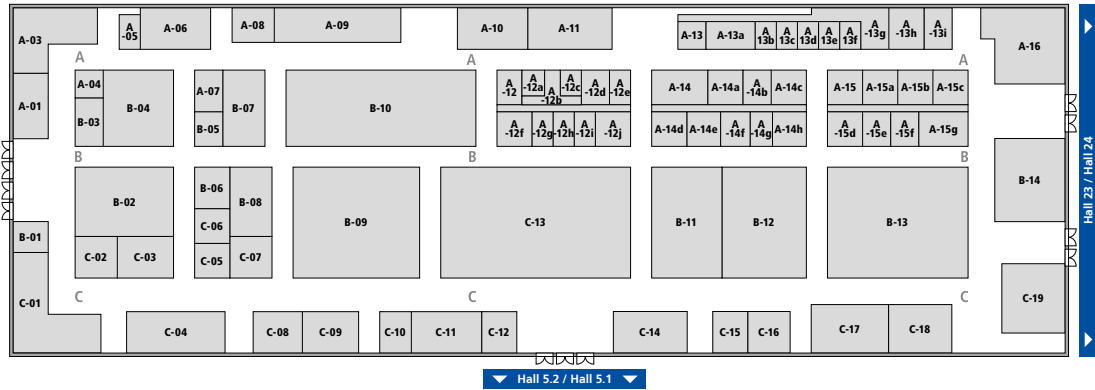 A-03
A
-05
A-06
A-08
A-09
A-10
A-11
A-13
A-13a
A
13b
A
13c
A
13d
A
13e
A
13f
A
-13g
A
-13h
A
-13i
A-16
A
A
A
A-01
A-04
B-03
B-04
A-07
B-05
B-07
B-10
A
-12
A
-12a
A
-12b
A
-12c
A
-12d
A
-12e
A
-12f
A
-12g
A
-12h
A
-12i
A
-12j
A-14
A-14a
A
-14b
A-14c
A-14d
A-14e
A
-14f
A
-14g
A-14h
A-15
A-15a
A-15b
A-15c
A
-15d
A
-15e
A
-15f
A-15g
B
B
B
B-14
Hall 23 / Hall 24
B-01
C-01
B-02
C-02
C-03
B-06
C-06
C-05
B-08
C-07
B-09
C-13
B-11
B-12
B-13
C-19
C
C
C
C-04
C-08
C-09
C-10
C-11
C-12
C-14
C-15
C-16
C-17
C-18
Hall 5.2 / Hall 5.1